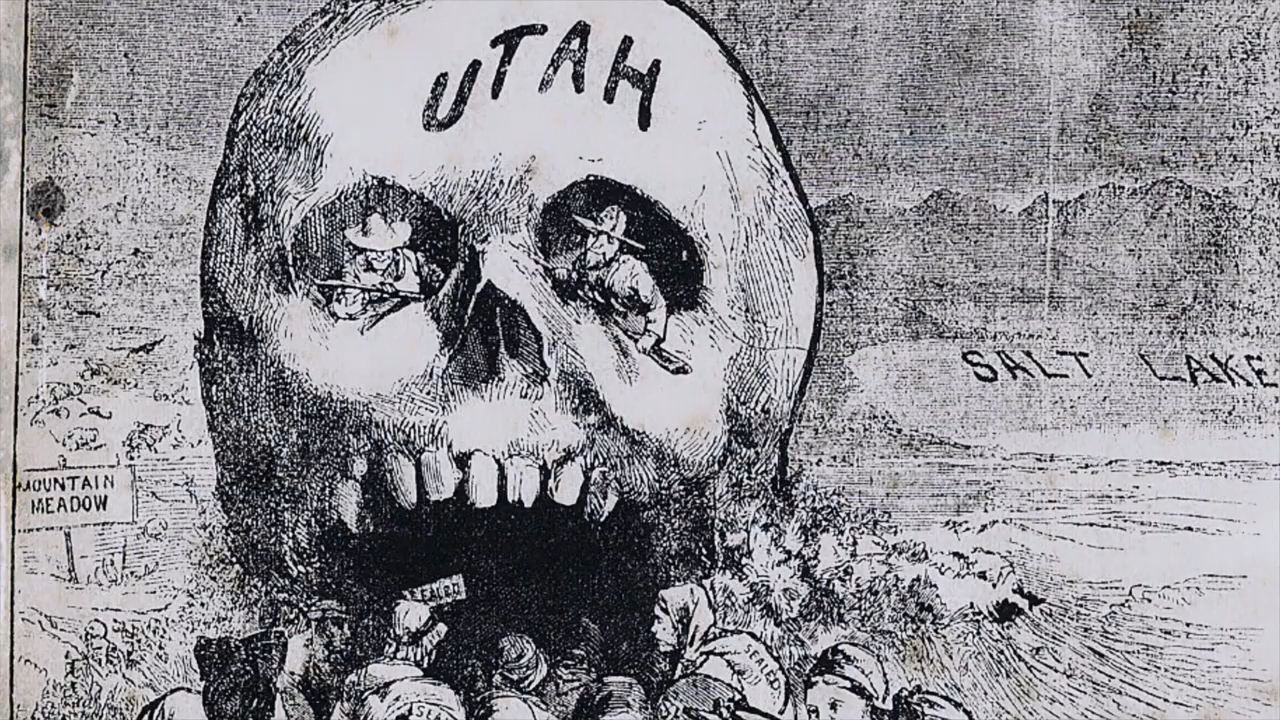 UTAH
SALT LAKE
MOUNTAIN
MEADOW
SEALED
SEALED